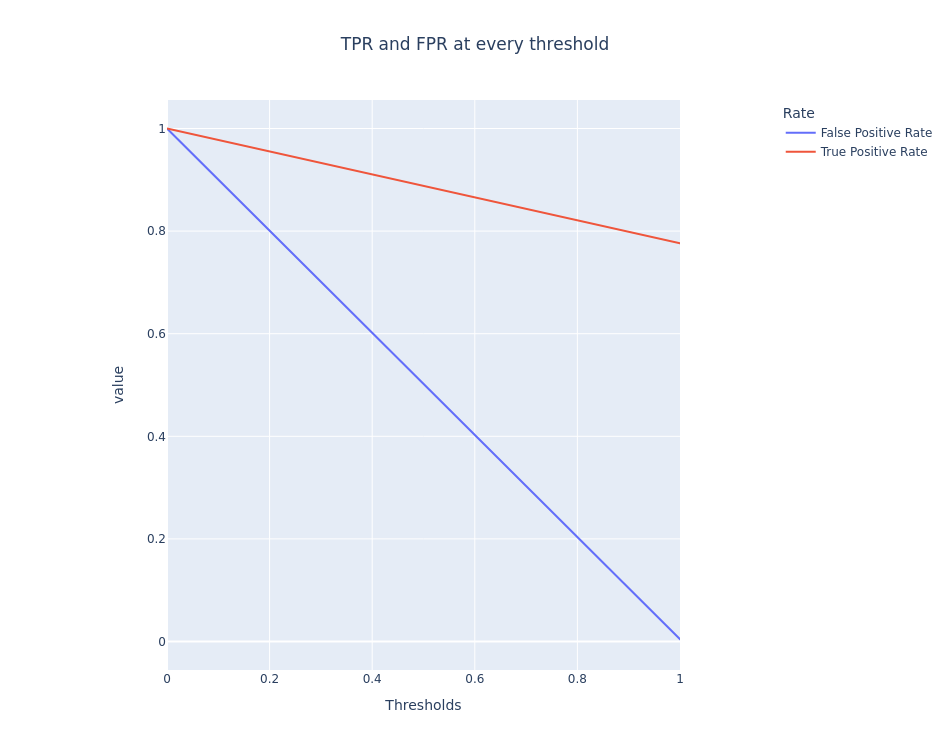 TPR and FPR at every threshold
Rate
False Positive Rate
True Positive Rate
1
0.8
0.6
0.4
0.2
0
value
0
0.2
0.4
0.6
0.8
1
Thresholds